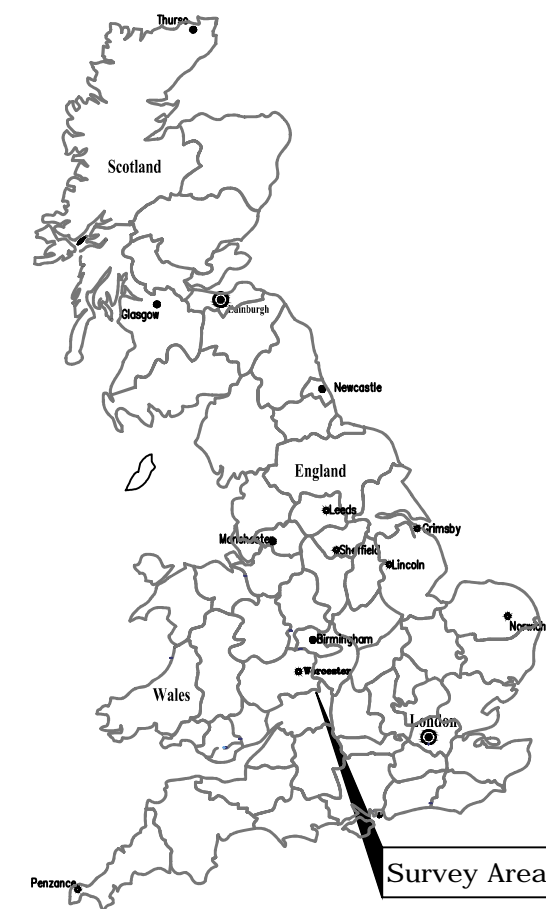 Thurso
Scotland
Edinburgh
Glasgow
Newcastle
England
Leeds
Grimsby
Manchester
Sheffield
Lincoln
Norwich
Birmingham
Worcester
Wales
London
Survey Area
Penzance